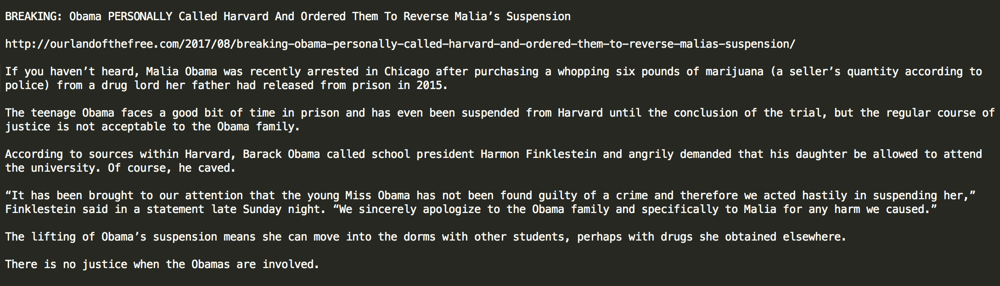 BREAKING: Obama PERSONALLY Called Harvard And Ordered Them To Reverse Malia’s Suspension
http://ourlandofthefree.com/2017/08/breaking-obama-personally-called-harvard-and-ordered-them-to-reverse-malias-suspension/
If you haven’t heard, Malia Obama was recently arrested in Chicago after purchasing a whopping six pounds of marijuana (a seller’s quantity according to
police) from a drug lord her father had released from prison in 2015.
The teenage Obama faces a good bit of time in prison and has even been suspended from Harvard until the conclusion of the trial, but the regular course of
justice is not acceptable to the Obama family.
According to sources within Harvard, Barack Obama called school president Harmon Finklestein and angrily demanded that his daughter be allowed to attend
the university. Of course, he caved.
“It has been brought to our attention that the young Miss Obama has not been found guilty of a crime and therefore we acted hastily in suspending her,”
Finklestein said in a statement late Sunday night. “We sincerely apologize to the Obama family and specifically to Malia for any harm we caused.”
The lifting of Obama’s suspension means she can move into the dorms with other students, perhaps with drugs she obtained elsewhere.
There is no justice when the Obamas are involved.